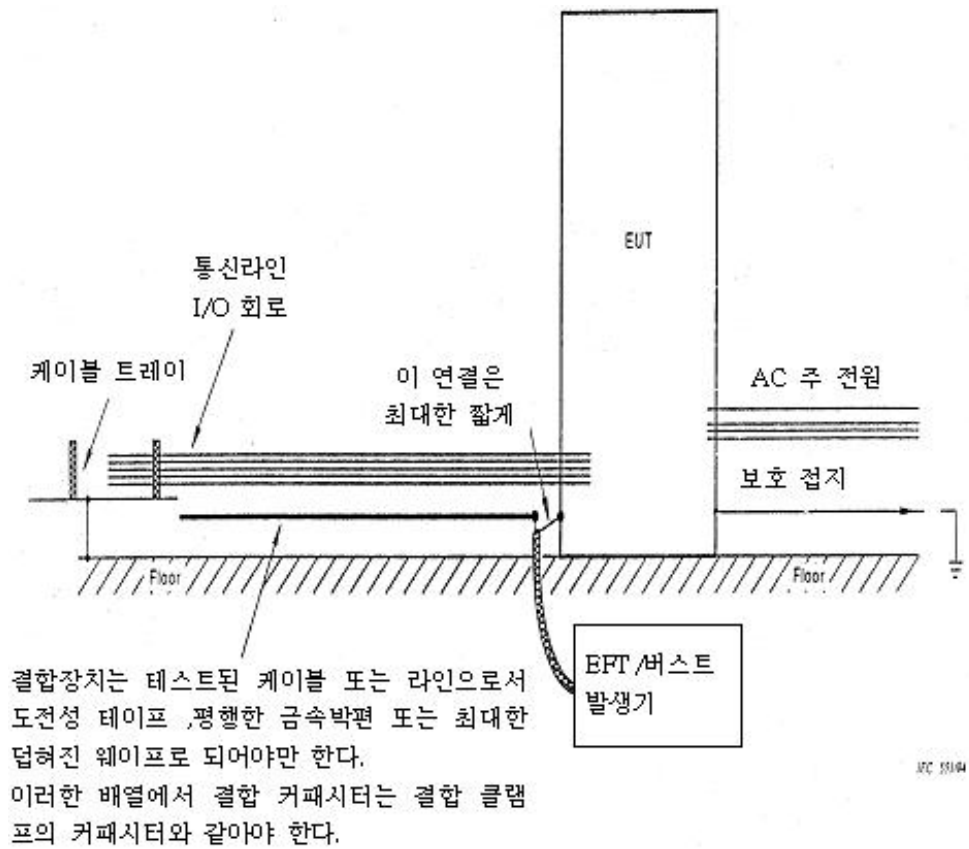 EUT
통신라인
I/O 회로
케이블 트레이
이 연결은
최대한 짧게
AC 주 전원
보호 접지
Floor
Floor
EFT/버스트
발생기
결합장치는 테스트된 케이블 또는 라인으로서
도전성 테이프 ,평행한 금속박편 또는 최대한
덥혀진 웨이프로 되어야만 한다.
이러한 배열에서 결합 커패시터는 결합 클램
프의 커패시터와 같아야 한다.